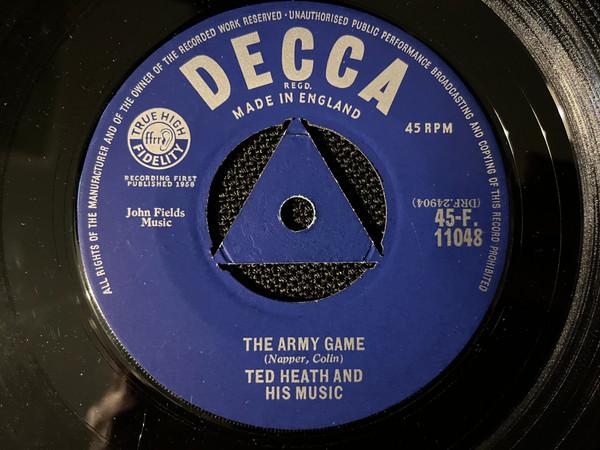 ALL RIGHTS OF THE MANUFACTURER AND OF THE OWNER OF THE RECORDED WORK RESERVED · UNAUTHORISED PUBLIC PERFORMANCE BROADCASTING AND COPYING OF THIS RECORD PROHIBITED
DECCA
REGD.
MADE IN ENGLAND
TRUE HIGH
ffrr
FIDELITY
45 RPM
RECORDING FIRST
PUBLISHED 1958
John Fields
Music
(DRF.24904)
45-F.
11048
THE ARMY GAME
(Napper, Colin)
TED HEATH AND
HIS MUSIC